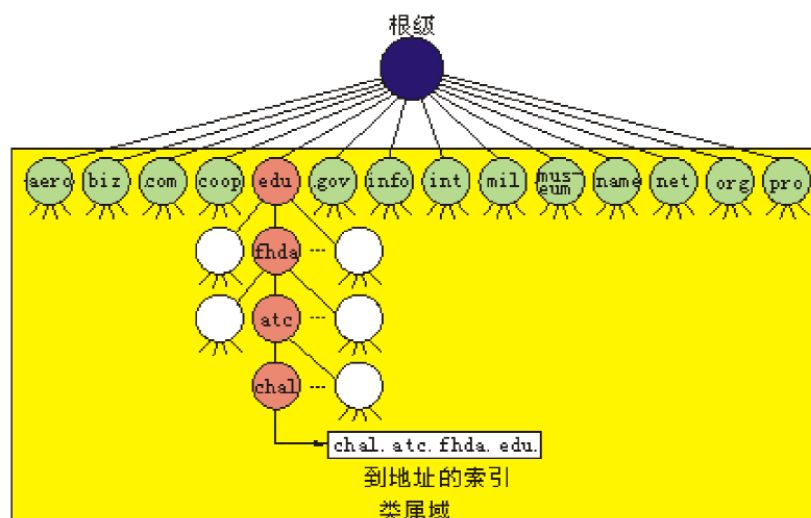 根级
aero biz com coop edu gov info int mil mus-eum name net org pro
fhda ...
atc ...
chal ...
chal.atc.fhda.edu.
到地址的索引
类属域